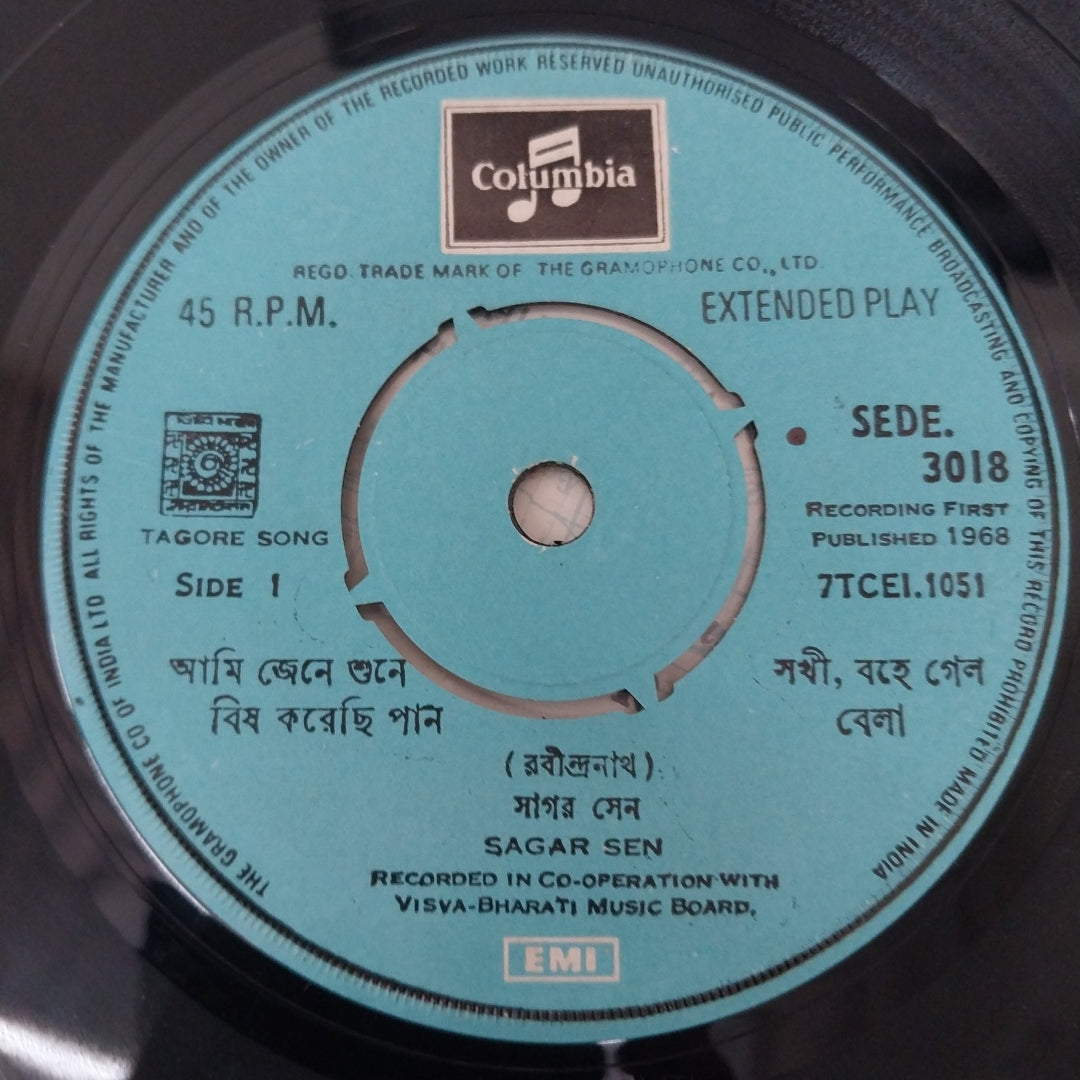 THE GRAMOPHONE CO OF INDIA LTD ALL RIGHTS OF THE MANUFACTURER AND OF THE OWNER OF THE RECORDED WORK RESERVED UNAUTHORISED PUBLIC PERFORMANCE BROADCASTING AND COPYING OF THIS RECORD PROHIBITED MADE IN INDIA
Columbia
REGD. TRADE MARK OF THE GRAMOPHONE CO., LTD.
45 R.P.M.
EXTENDED PLAY
SEDE.
3018
RECORDING FIRST
PUBLISHED 1968
TAGORE SONG
SIDE 1
7TCEI.1051
আমি জেনে শুনে
বিষ করেছি পান
সখী, বহে গেল
বেলা
(রবীন্দ্রনাথ)
সাগর সেন
SAGAR SEN
RECORDED IN CO-OPERATION WITH
VISVA-BHARATI MUSIC BOARD.
EMI